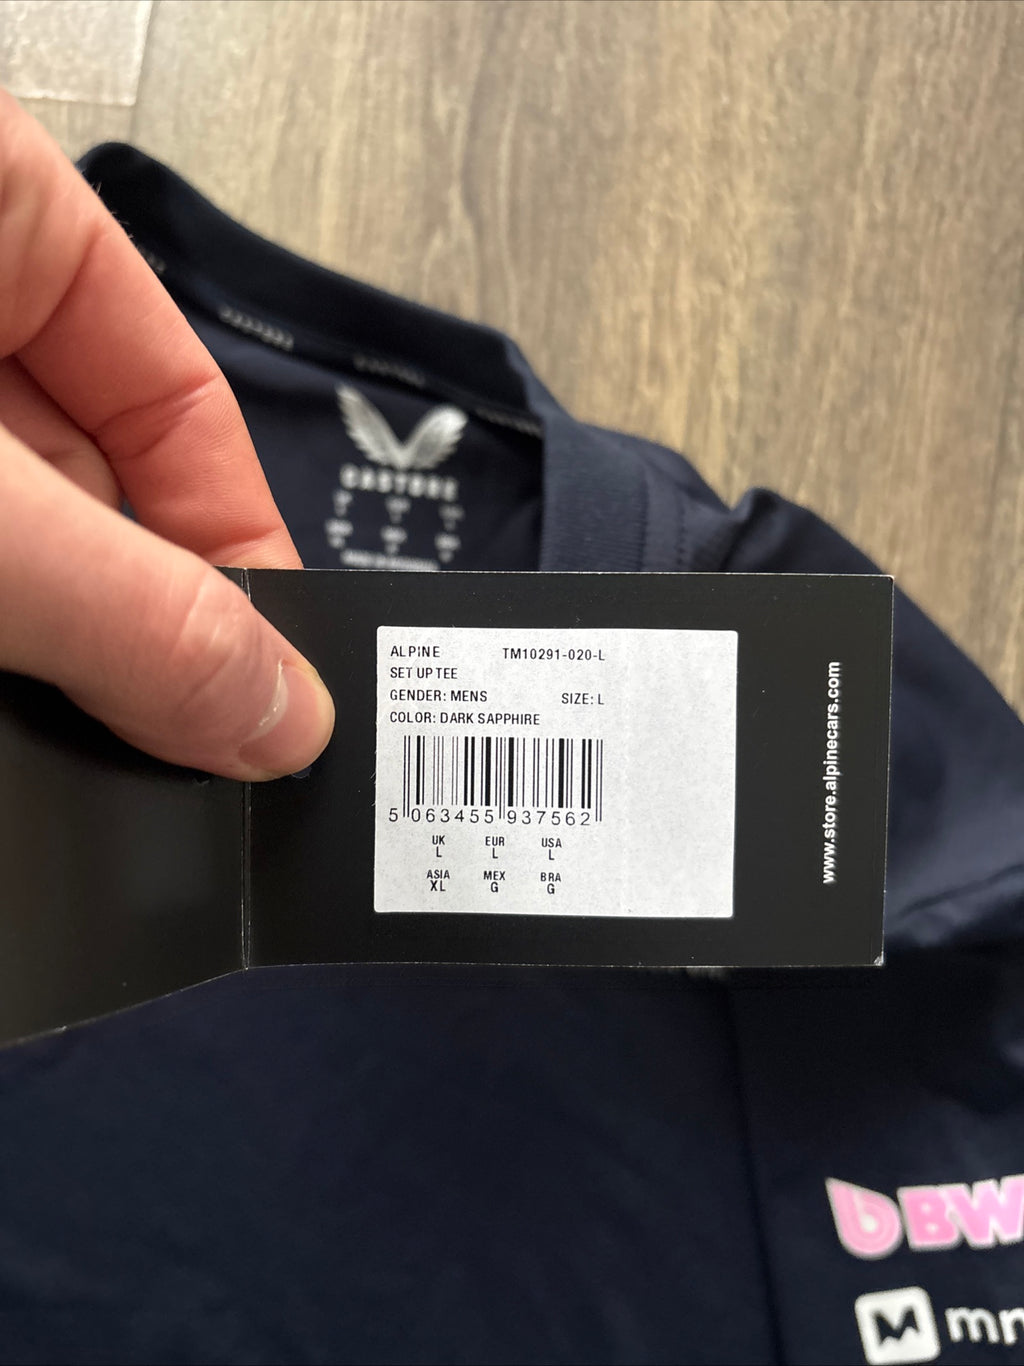 CASTORE
ALPINE TM10291-020-L
SET UP TEE
GENDER: MENS SIZE: L
COLOR: DARK SAPPHIRE
5 063455 937562
UK EUR USA
L L L
ASIA MEX BRA
XL G G
www.store.alpinecars.com
BW